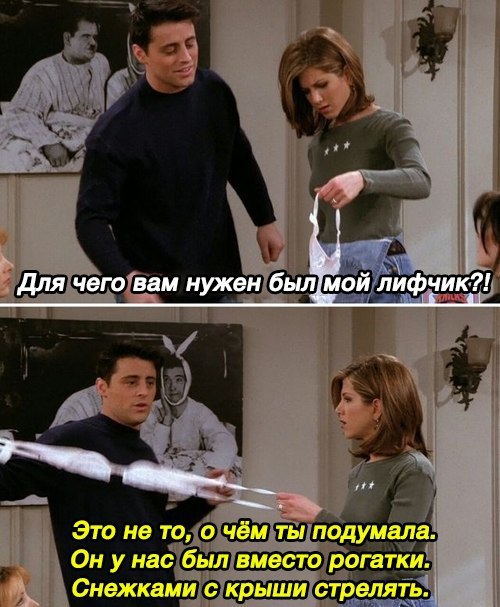 Для чего вам нужен был мой лифчик?!
KNICKS
Это не то, о чём ты подумала.
Он у нас был вместо рогатки.
Снежками с крыши стрелять.